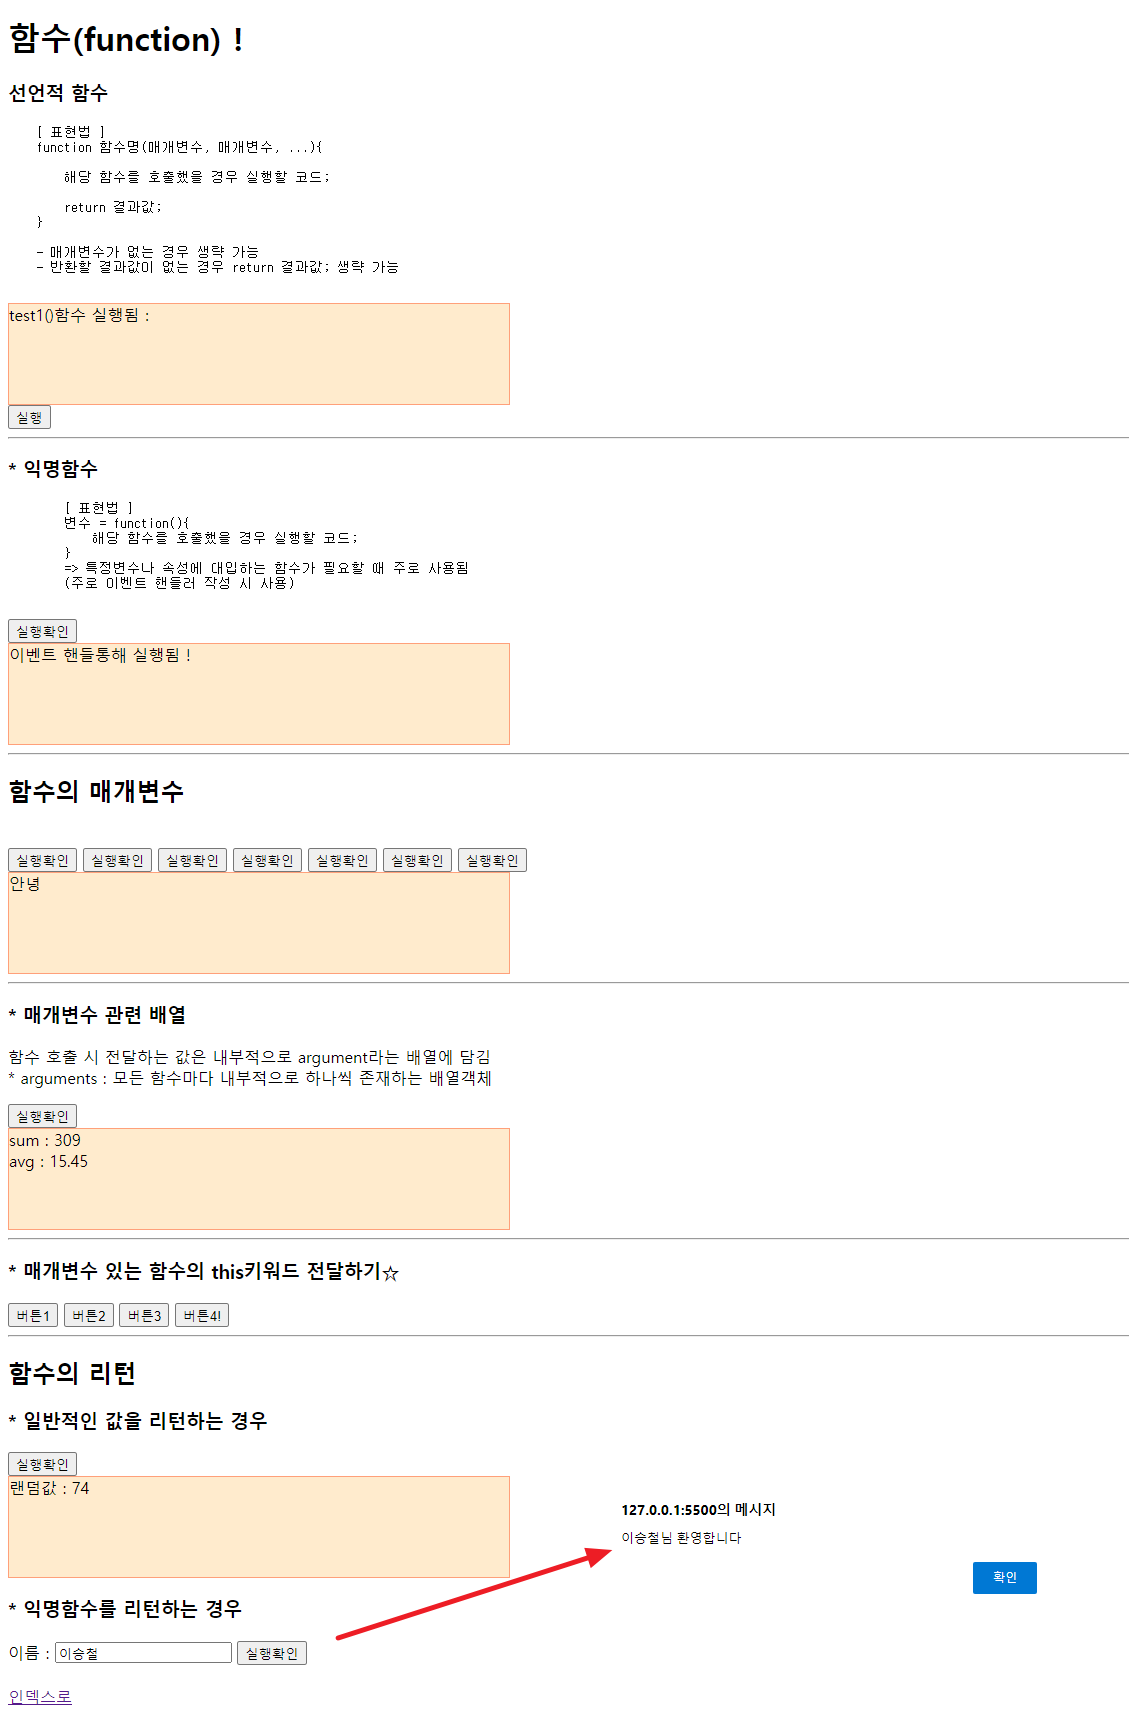 함수(function) !
선언적 함수
[ 표현법 ]
function 함수명(매개변수, 매개변수, ...){
해당 함수를 호출했을 경우 실행할 코드;
return 결과값;
}
- 매개변수가 없는 경우 생략 가능
- 반환할 결과값이 없는 경우 return 결과값; 생략 가능
test1()함수 실행됨 :
실행
* 익명함수
[ 표현법 ]
변수 = function(){
해당 함수를 호출했을 경우 실행할 코드;
}
=> 특정변수나 속성에 대입하는 함수가 필요할 때 주로 사용됨
(주로 이벤트 핸들러 작성 시 사용)
실행확인
이벤트 핸들통해 실행됨 !
함수의 매개변수
실행확인 실행확인 실행확인 실행확인 실행확인 실행확인 실행확인
안녕
* 매개변수 관련 배열
함수 호출 시 전달하는 값은 내부적으로 argument라는 배열에 담김
* arguments : 모든 함수마다 내부적으로 하나씩 존재하는 배열객체
실행확인
sum : 309
avg : 15.45
* 매개변수 있는 함수의 this키워드 전달하기☆
버튼1 버튼2 버튼3 버튼4!
함수의 리턴
* 일반적인 값을 리턴하는 경우
실행확인
랜덤값 : 74
127.0.0.1:5500의 메시지
이승철님 환영합니다
확인
* 익명함수를 리턴하는 경우
이름 : 이승철 실행확인
인덱스로